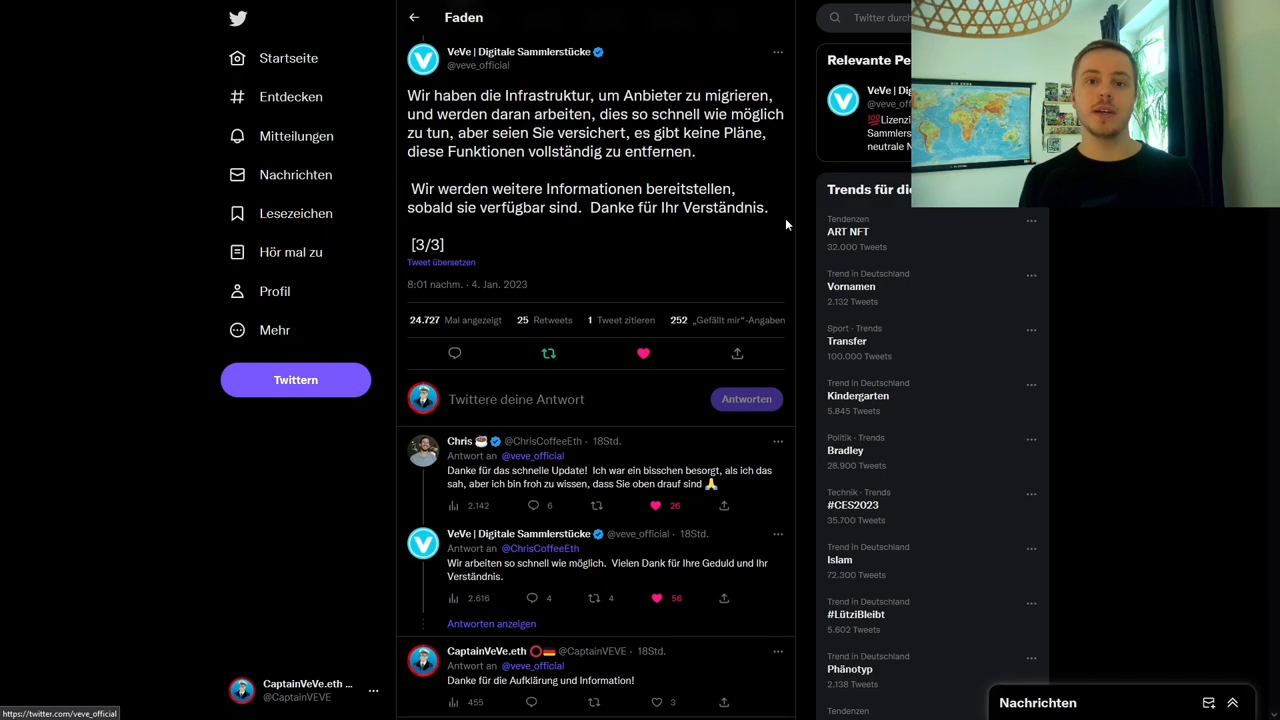 Startseite
Entdecken
Mitteilungen
Nachrichten
Lesezeichen
Hör mal zu
Profil
Mehr
Twittern
CaptainVeVe.eth ...
@CaptainVEVE
https://twitter.com/veve_official
Faden
VeVe | Digitale Sammlerstücke
@veve_official
Wir haben die Infrastruktur, um Anbieter zu migrieren,
und werden daran arbeiten, dies so schnell wie möglich
zu tun, aber seien Sie versichert, es gibt keine Pläne,
diese Funktionen vollständig zu entfernen.
Wir werden weitere Informationen bereitstellen,
sobald sie verfügbar sind. Danke für Ihr Verständnis.
[3/3]
Tweet übersetzen
8:01 nachm. · 4. Jan. 2023
24.727 Mal angezeigt 25 Retweets 1 Tweet zitieren 252 „Gefällt mir“-Angaben
Twittere deine Antwort
Antworten
Chris @ChrisCoffeeEth · 18Std.
Antwort an @veve_official
Danke für das schnelle Update! Ich war ein bisschen besorgt, als ich das
sah, aber ich bin froh zu wissen, dass Sie oben drauf sind 🙏
2.142 6 26
VeVe | Digitale Sammlerstücke @veve_official · 18Std.
Antwort an @ChrisCoffeeEth
Wir arbeiten so schnell wie möglich. Vielen Dank für Ihre Geduld und Ihr
Verständnis.
2.616 4 4 56
Antworten anzeigen
CaptainVeVe.eth ⭕🇩🇪 @CaptainVEVE · 18Std.
Antwort an @veve_official
Danke für die Aufklärung und Information!
455 3
Twitter durch
Relevante Pe
VeVe | Dig
@veve_offic
💯Lizenzi
Sammlers
neutrale N
Trends für die
Tendenzen
ART NFT
32.000 Tweets
Trend in Deutschland
Vornamen
2.132 Tweets
Sport · Trends
Transfer
100.000 Tweets
Trend in Deutschland
Kindergarten
5.845 Tweets
Politik · Trends
Bradley
28.900 Tweets
Technik · Trends
#CES2023
35.700 Tweets
Trend in Deutschland
Islam
72.300 Tweets
Trend in Deutschland
#LütziBleibt
5.602 Tweets
Trend in Deutschland
Phänotyp
2.138 Tweets
Tendenzen
Nachrichten